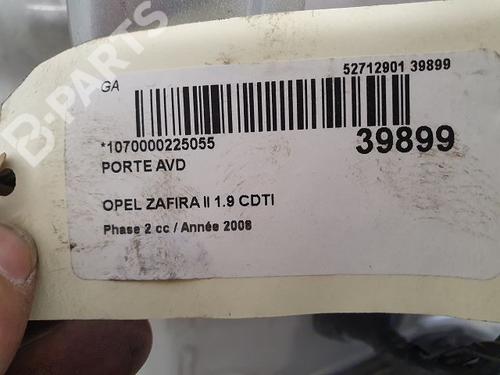 B-PARTS
52712901 39899
GA
*1070000225055
39899
PORTE AVD
OPEL ZAFIRA II 1.9 CDTI
Phase 2 cc / Année 2008